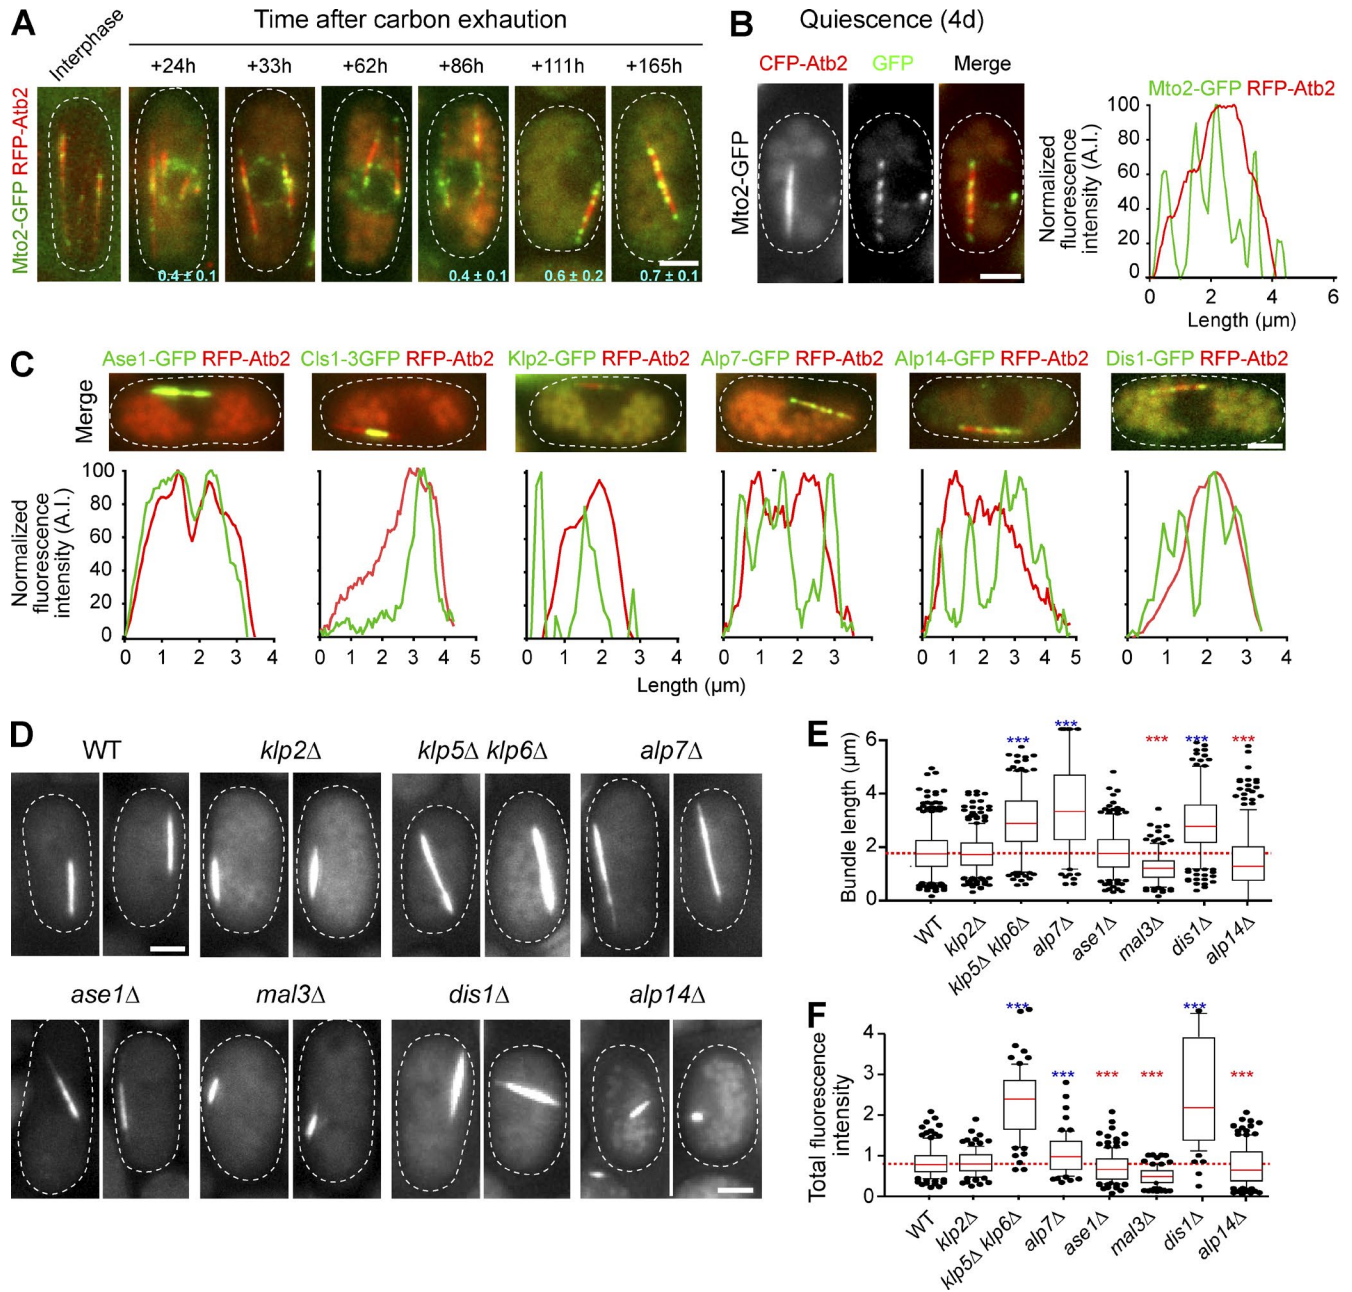 A
Time after carbon exhaution
Interphase
+24h +33h +62h +86h +111h +165h
Mto2-GFP RFP-Atb2
0.4 ± 0.1 0.4 ± 0.1 0.6 ± 0.2 0.7 ± 0.1
B
Quiescence (4d)
CFP-Atb2 GFP Merge
Mto2-GFP
Mto2-GFP RFP-Atb2
Normalized
fluorescence
intensity (A.I.)
100
80
60
40
20
0
0 2 4 6
Length (µm)
C
Ase1-GFP RFP-Atb2 Cls1-3GFP RFP-Atb2 Klp2-GFP RFP-Atb2 Alp7-GFP RFP-Atb2 Alp14-GFP RFP-Atb2 Dis1-GFP RFP-Atb2
Merge
Normalized
fluorescence
intensity (A.I.)
100
80
60
40
20
0
0 1 2 3 4 0 1 2 3 4 5 0 1 2 3 4 0 1 2 3 0 1 2 3 4 5 0 1 2 3 4
Length (µm)
D
WT klp2Δ klp5Δ klp6Δ alp7Δ
ase1Δ mal3Δ dis1Δ alp14Δ
E
Bundle length (µm)
6
4
2
0
*** *** *** *** ***
WT klp2Δ klp5Δ klp6Δ alp7Δ ase1Δ mal3Δ dis1Δ alp14Δ
F
Total fluorescence
intensity
4
3
2
1
0
*** *** *** *** *** ***
WT klp2Δ klp5Δ klp6Δ alp7Δ ase1Δ mal3Δ dis1Δ alp14Δ